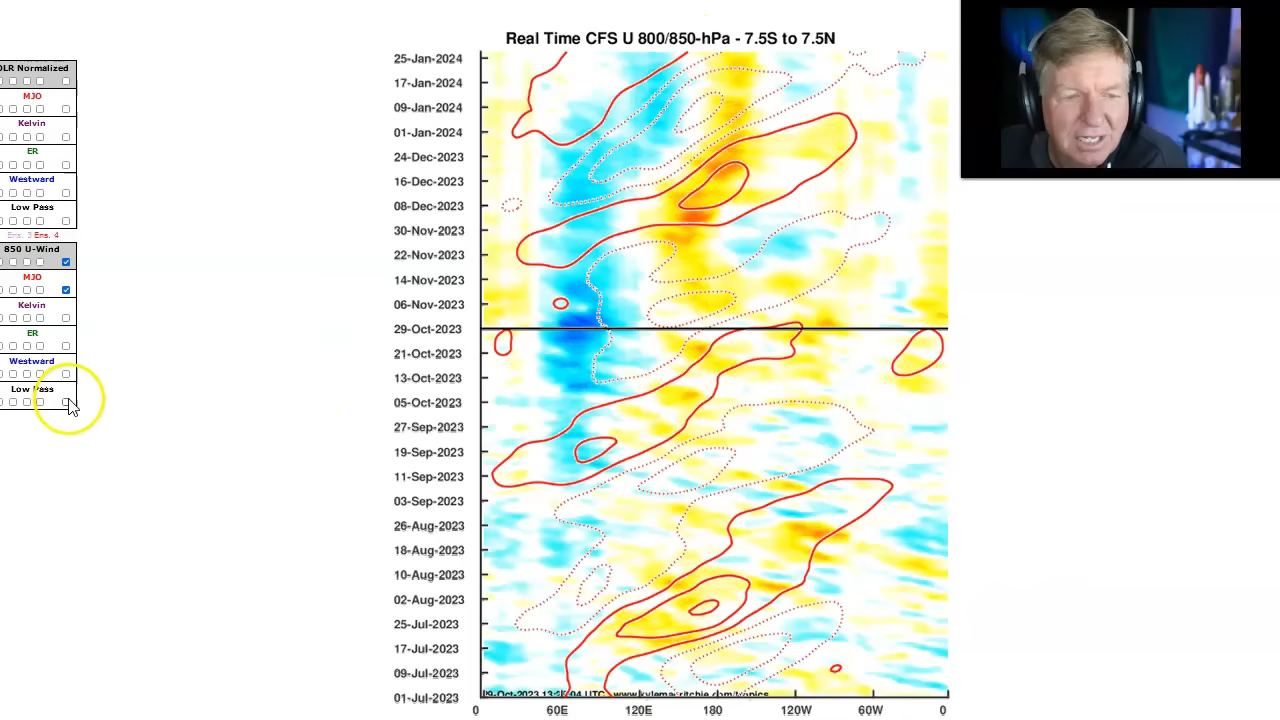 Real Time CFS U 800/850-hPa - 7.5S to 7.5N
OLR Normalized
MJO
Kelvin
ER
Westward
Low Pass
Ens. 3 Ens. 4
850 U-Wind
MJO
Kelvin
ER
Westward
Low Pass
25-Jan-2024
17-Jan-2024
09-Jan-2024
01-Jan-2024
24-Dec-2023
16-Dec-2023
08-Dec-2023
30-Nov-2023
22-Nov-2023
14-Nov-2023
06-Nov-2023
29-Oct-2023
21-Oct-2023
13-Oct-2023
05-Oct-2023
27-Sep-2023
19-Sep-2023
11-Sep-2023
03-Sep-2023
26-Aug-2023
18-Aug-2023
10-Aug-2023
02-Aug-2023
25-Jul-2023
17-Jul-2023
09-Jul-2023
01-Jul-2023
UTC
0 60E 120E 180 120W 60W 0